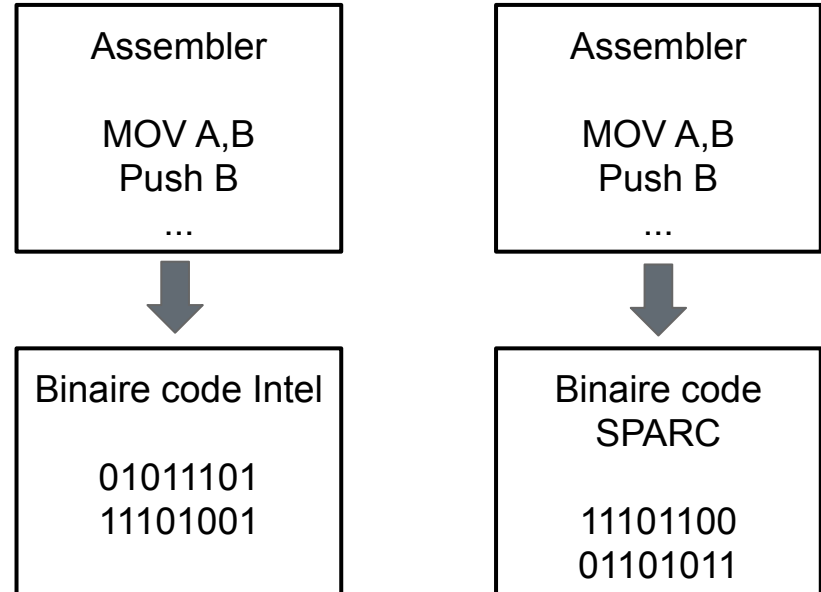 Assembler
MOV A,B
Push B
...
Assembler
MOV A,B
Push B
...
Binaire code Intel
01011101
11101001
Binaire code
SPARC
11101100
01101011